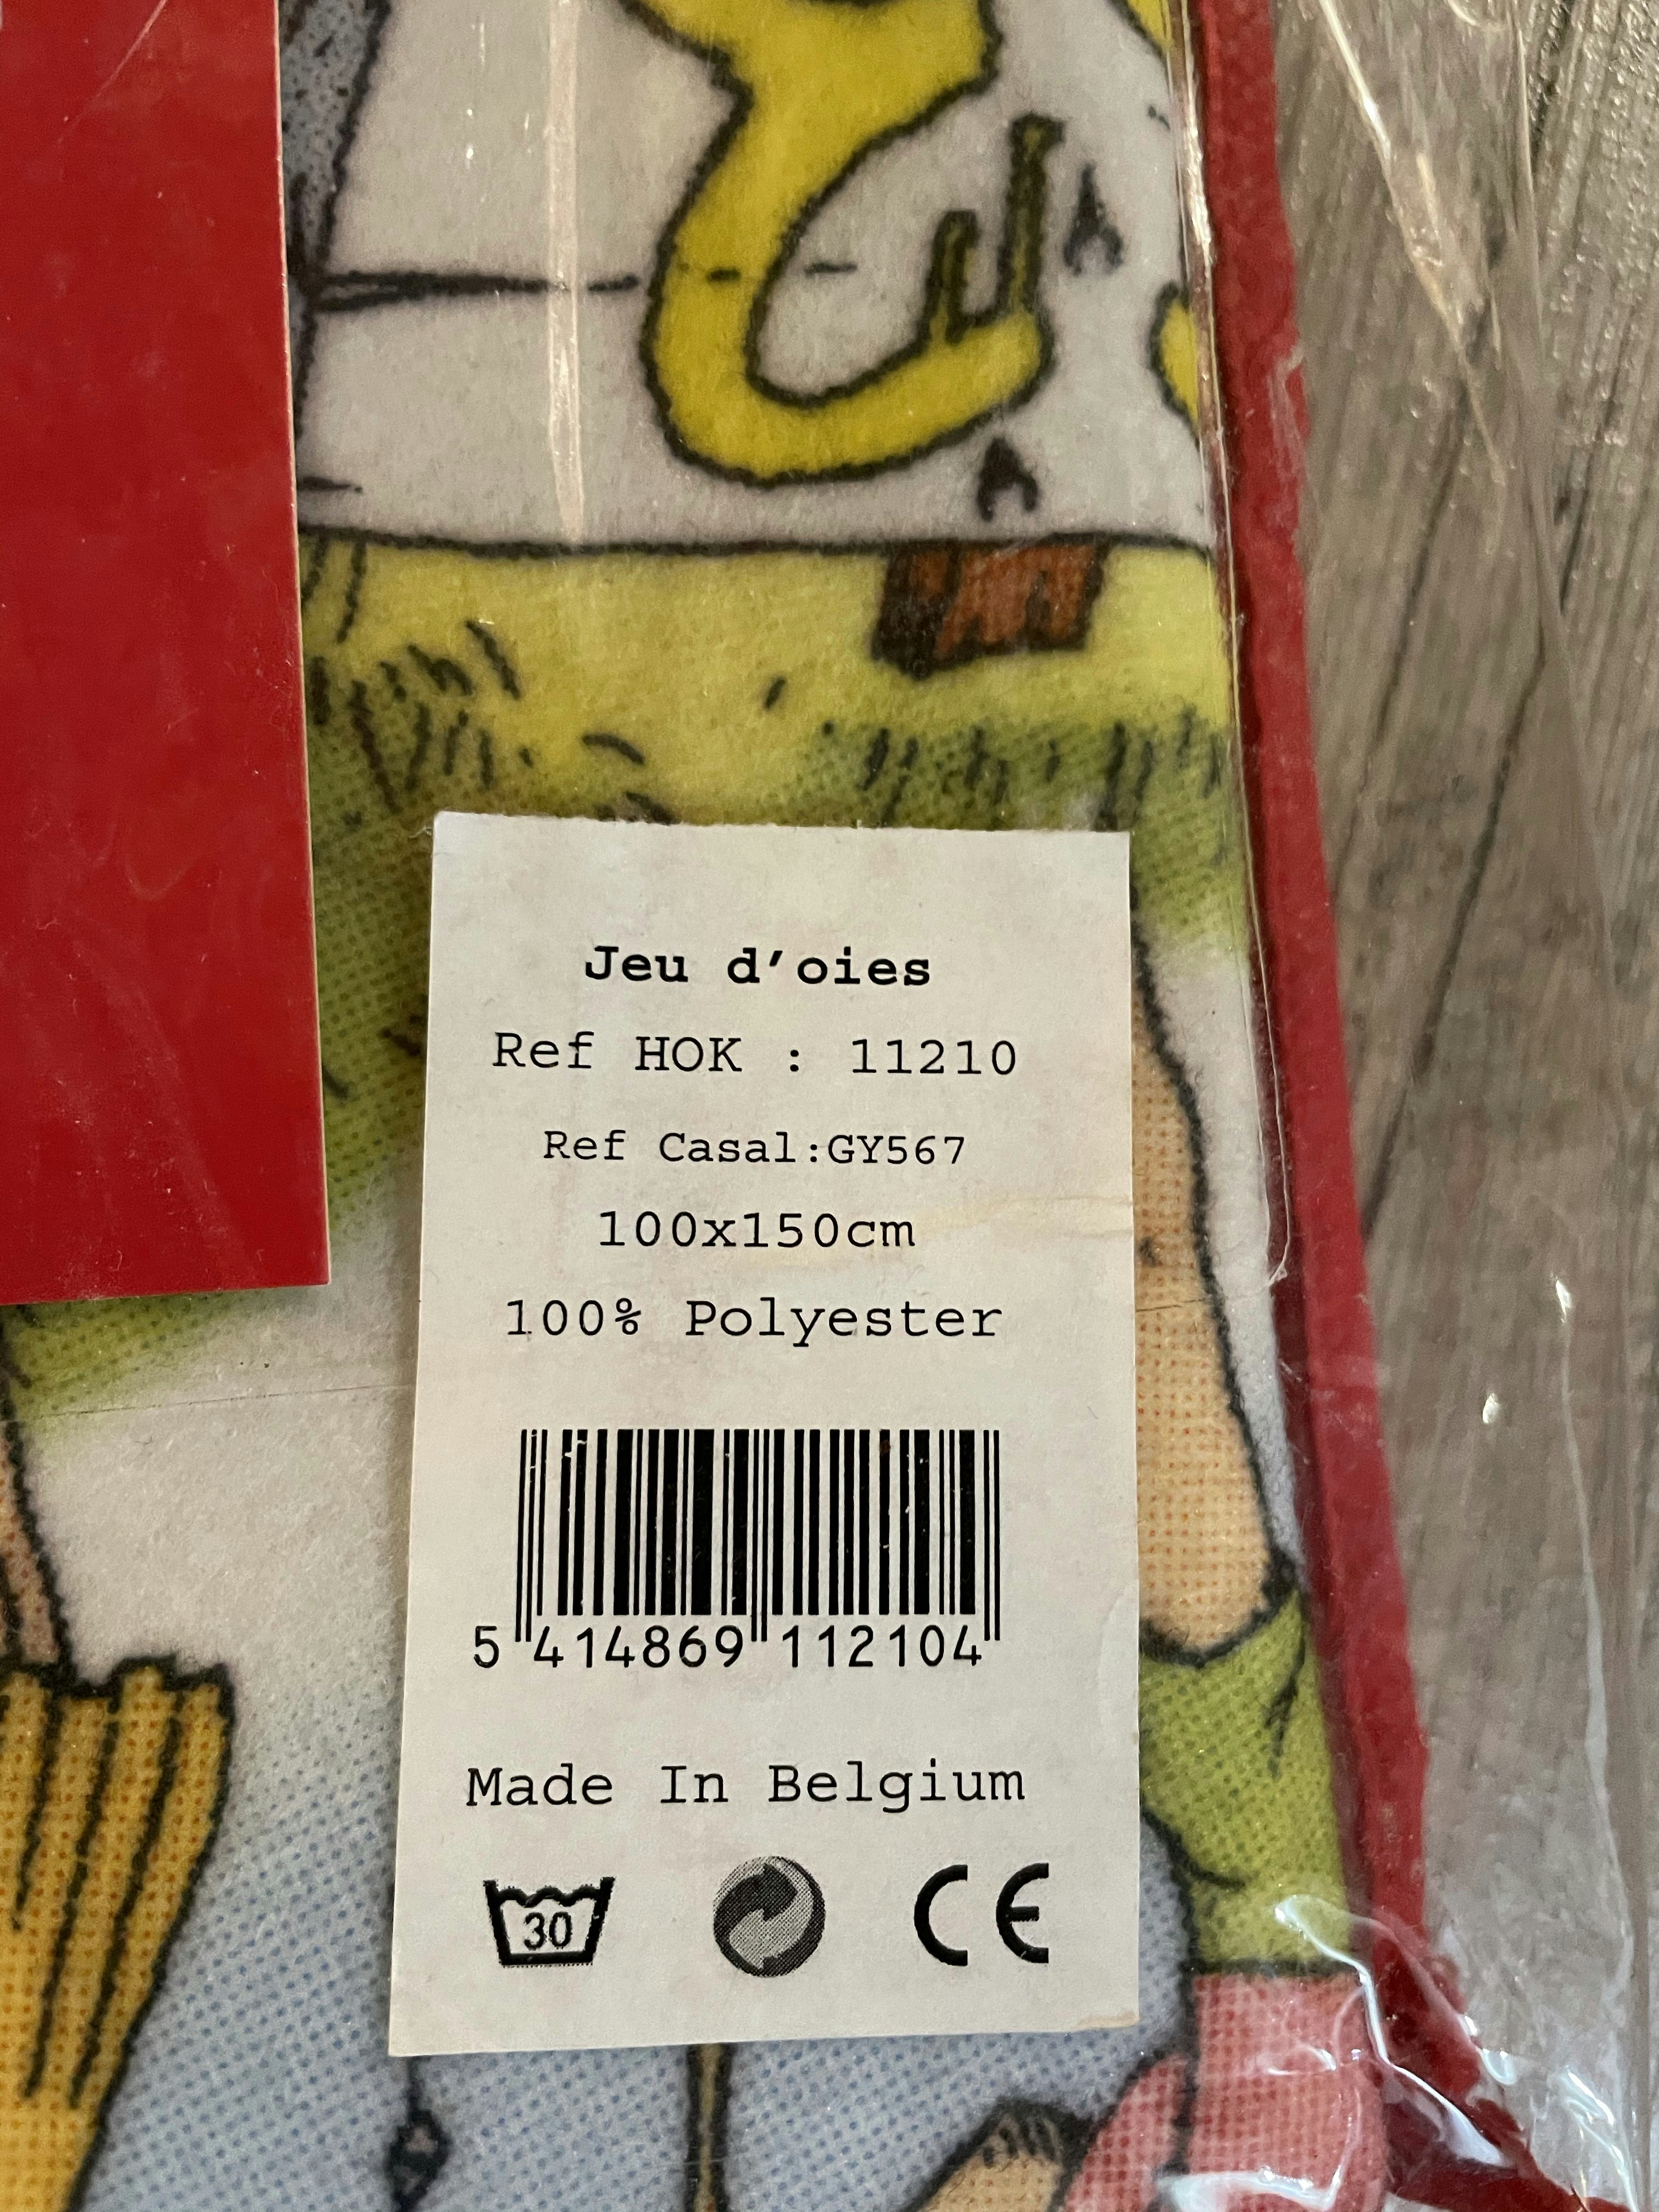 Jeu d'oies
Ref HOK : 11210
Ref Casal:GY567
100x150cm
100% Polyester
5 414869 112104
Made In Belgium
30
CE